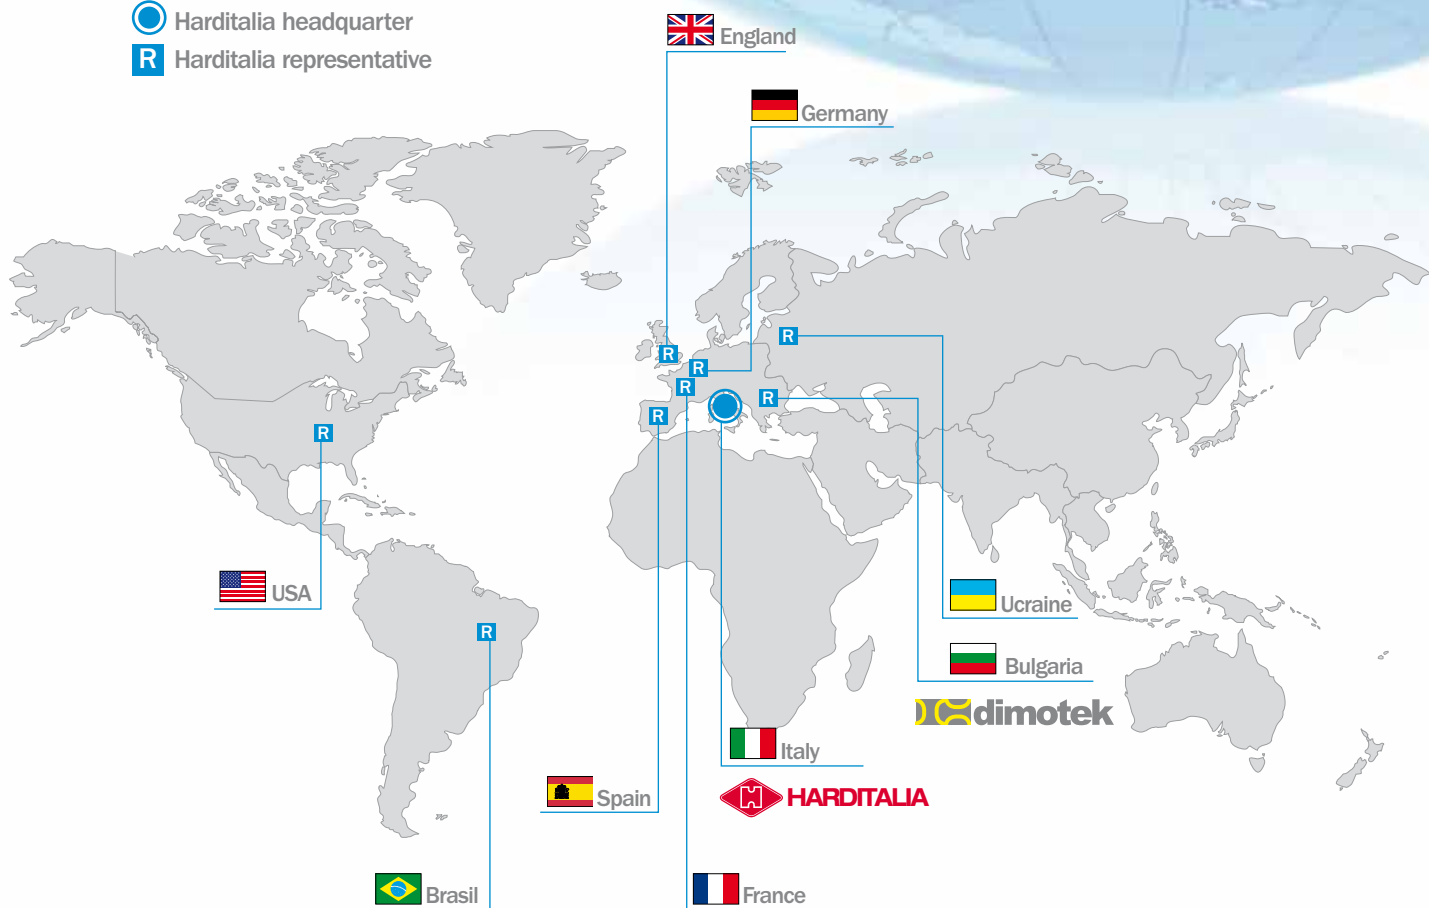 Harditalia headquarter
R Harditalia representative
England
Germany
R
R
R
R
R
R
R
USA
R
Ucraine
Bulgaria
dimotek
Italy
HARDITALIA
Spain
Brasil
France